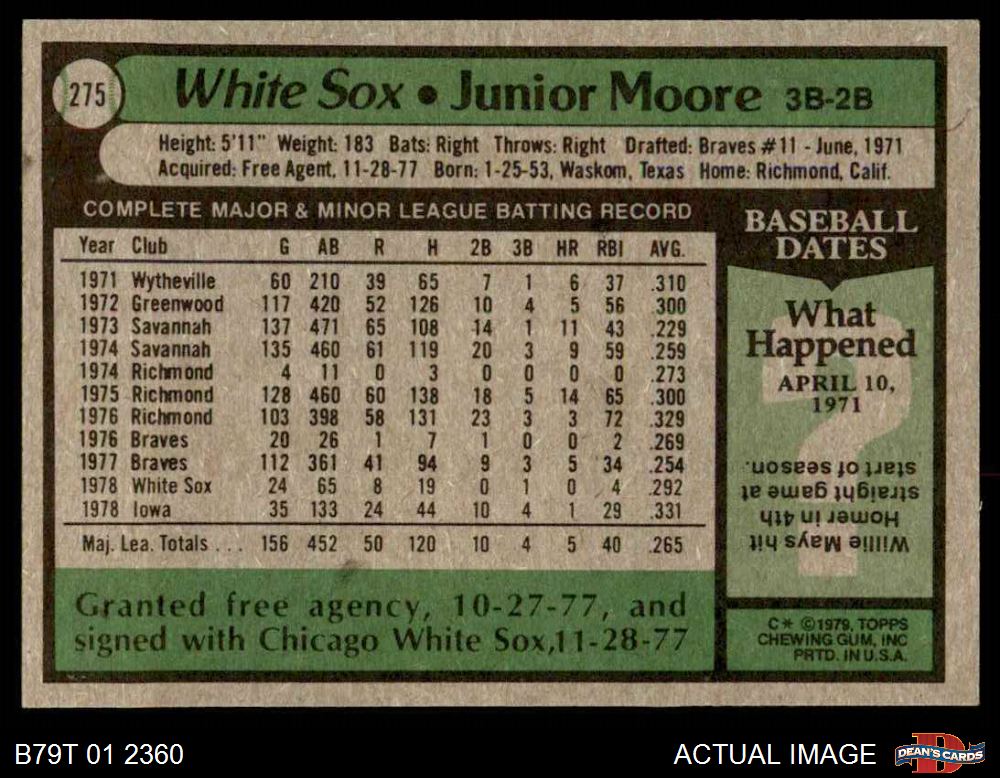 275 White Sox • Junior Moore 3B-2B
Height: 5'11" Weight: 183 Bats: Right Throws: Right Drafted: Braves #11 - June, 1971
Acquired: Free Agent, 11-28-77 Born: 1-25-53, Waskom, Texas Home: Richmond, Calif.
COMPLETE MAJOR & MINOR LEAGUE BATTING RECORD
Year Club G AB R H 2B 3B HR RBI AVG.
1971 Wytheville 60 210 39 65 7 1 6 37 .310
1972 Greenwood 117 420 52 126 10 4 5 56 .300
1973 Savannah 137 471 65 108 14 1 11 43 .229
1974 Savannah 135 460 61 119 20 3 9 59 .259
1974 Richmond 4 11 0 3 0 0 0 0 .273
1975 Richmond 128 460 60 138 18 5 14 65 .300
1976 Richmond 103 398 58 131 23 3 3 72 .329
1976 Braves 20 26 1 7 1 0 0 2 .269
1977 Braves 112 361 41 94 9 3 5 34 .254
1978 White Sox 24 65 8 19 0 1 0 4 .292
1978 Iowa 35 133 24 44 10 4 1 29 .331
Maj. Lea. Totals . . . 156 452 50 120 10 4 5 40 .265
Granted free agency, 10-27-77, and
signed with Chicago White Sox, 11-28-77
BASEBALL
DATES
What
Happened
APRIL 10,
1971
?
Willie Mays hit
Homer in 4th
straight game at
start of season.
C* ©1979, TOPPS
CHEWING GUM, INC
PRTD. IN U.S.A.
B79T 01 2360
ACTUAL IMAGE
D
DEAN'S CARDS